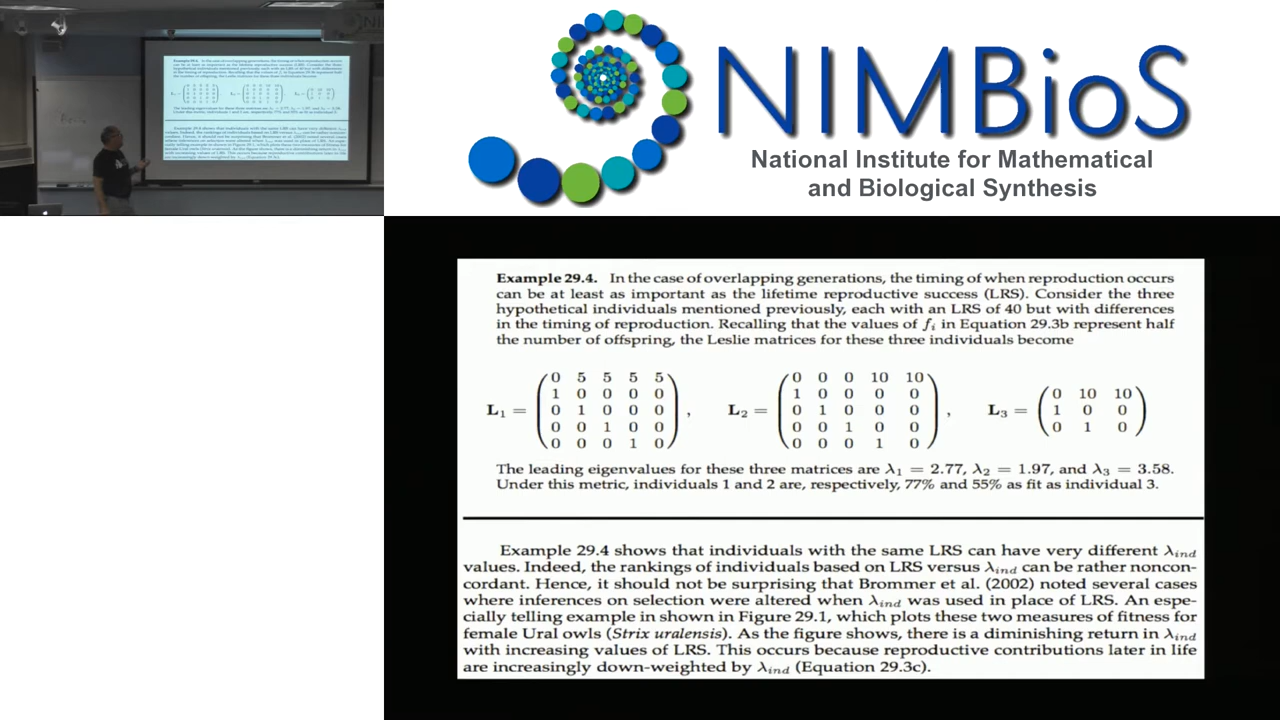 NIMBioS
National Institute for Mathematical
and Biological Synthesis
Example 29.4. In the case of overlapping generations, the timing of when reproduction occurs
can be at least as important as the lifetime reproductive success (LRS). Consider the three
hypothetical individuals mentioned previously, each with an LRS of 40 but with differences
in the timing of reproduction. Recalling that the values of fᵢ in Equation 29.3b represent half
the number of offspring, the Leslie matrices for these three individuals become
L₁ =
0 5 5 5 5
1 0 0 0 0
0 1 0 0 0
0 0 1 0 0
0 0 0 1 0
,
L₂ =
0 0 0 10 10
1 0 0 0 0
0 1 0 0 0
0 0 1 0 0
0 0 0 1 0
,
L₃ =
0 10 10
1 0 0
0 1 0
The leading eigenvalues for these three matrices are λ₁ = 2.77, λ₂ = 1.97, and λ₃ = 3.58.
Under this metric, individuals 1 and 2 are, respectively, 77% and 55% as fit as individual 3.
Example 29.4 shows that individuals with the same LRS can have very different λind
values. Indeed, the rankings of individuals based on LRS versus λind can be rather noncon-
cordant. Hence, it should not be surprising that Brommer et al. (2002) noted several cases
where inferences on selection were altered when λind was used in place of LRS. An espe-
cially telling example in shown in Figure 29.1, which plots these two measures of fitness for
female Ural owls (Strix uralensis). As the figure shows, there is a diminishing return in λind
with increasing values of LRS. This occurs because reproductive contributions later in life
are increasingly down-weighted by λind (Equation 29.3c).